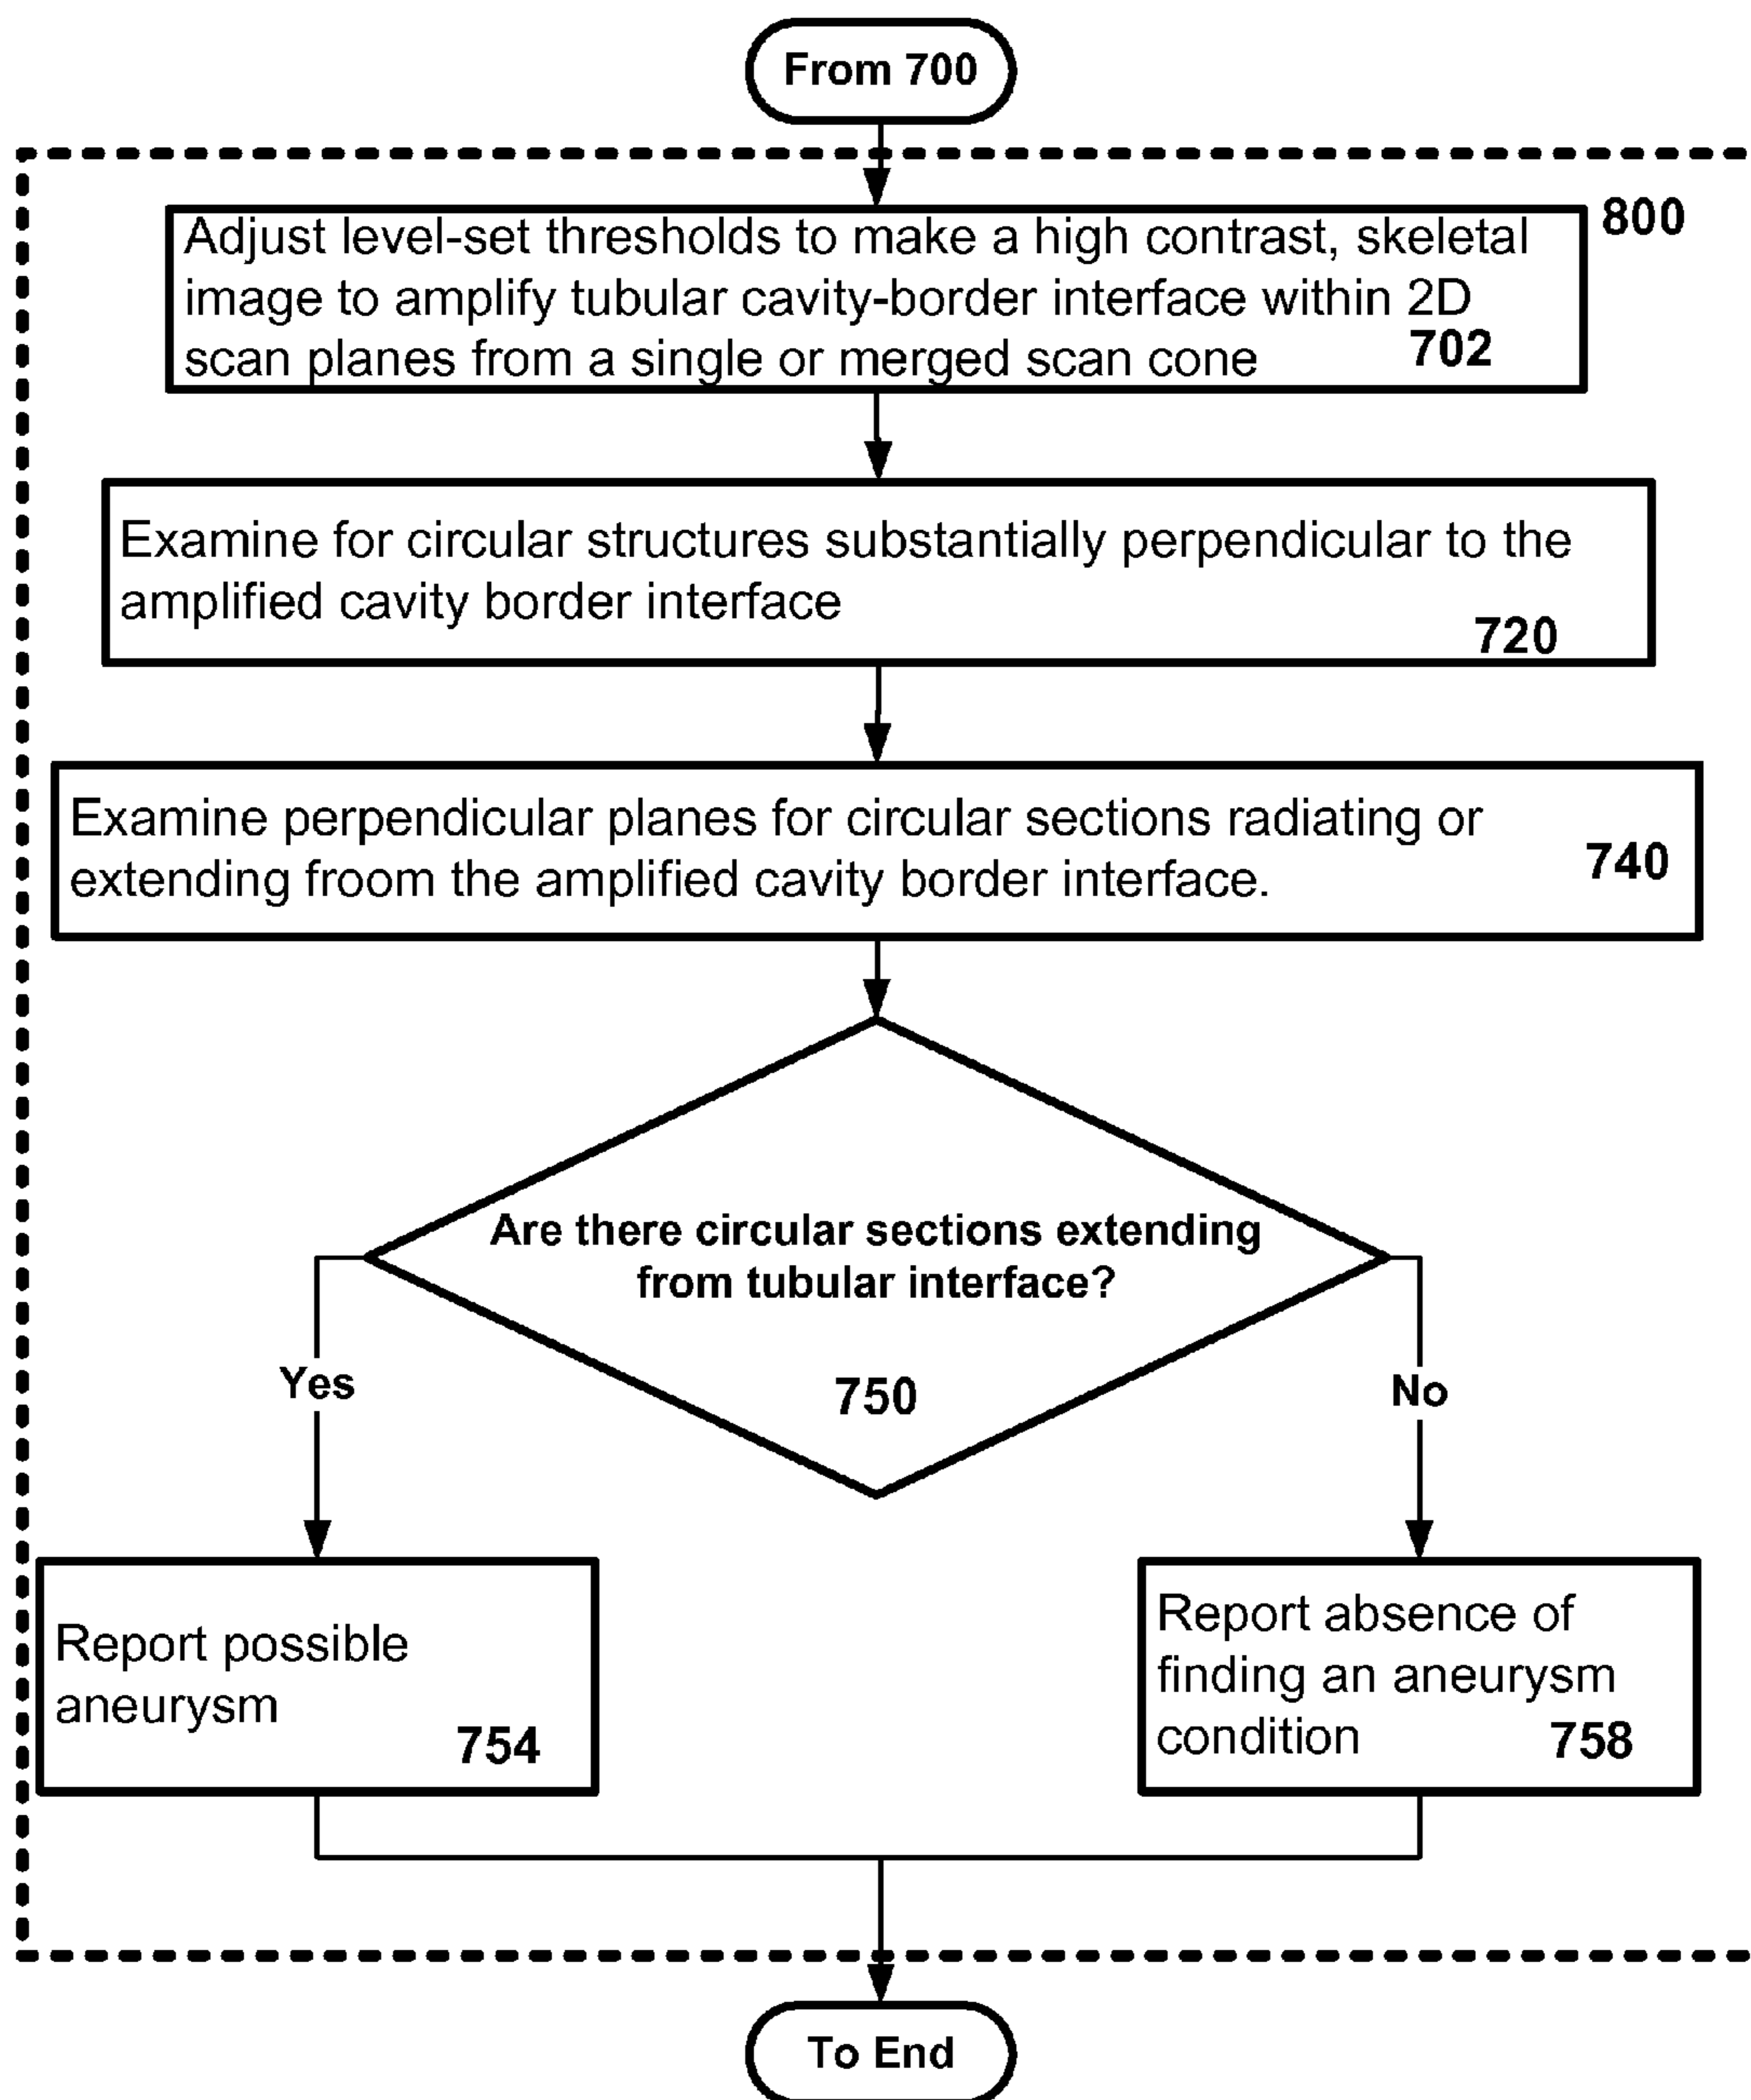 From 700
800
Adjust level-set thresholds to make a high contrast, skeletal
image to amplify tubular cavity-border interface within 2D
scan planes from a single or merged scan cone
702
Examine for circular structures substantially perpendicular to the
amplified cavity border interface
720
Examine perpendicular planes for circular sections radiating or
extending froom the amplified cavity border interface.
740
Are there circular sections extending
from tubular interface?
750
Yes
No
Report possible
aneurysm
754
Report absence of
finding an aneurysm
condition
758
To End